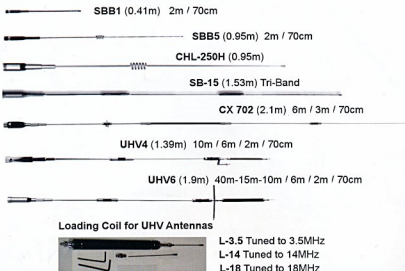 SBB1 (0.41m) 2m / 70cm
SBB5 (0.95m) 2m / 70cm
CHL-250H (0.95m)
SB-15 (1.53m) Tri-Band
CX 702 (2.1m) 6m / 3m / 70cm
UHV4 (1.39m) 10m / 6m / 2m / 70cm
UHV6 (1.9m) 40m-15m-10m / 6m / 2m / 70cm
Loading Coil for UHV Antennas
L-3.5 Tuned to 3.5MHz
L-14 Tuned to 14MHz
L-18 Tuned to 18MHz